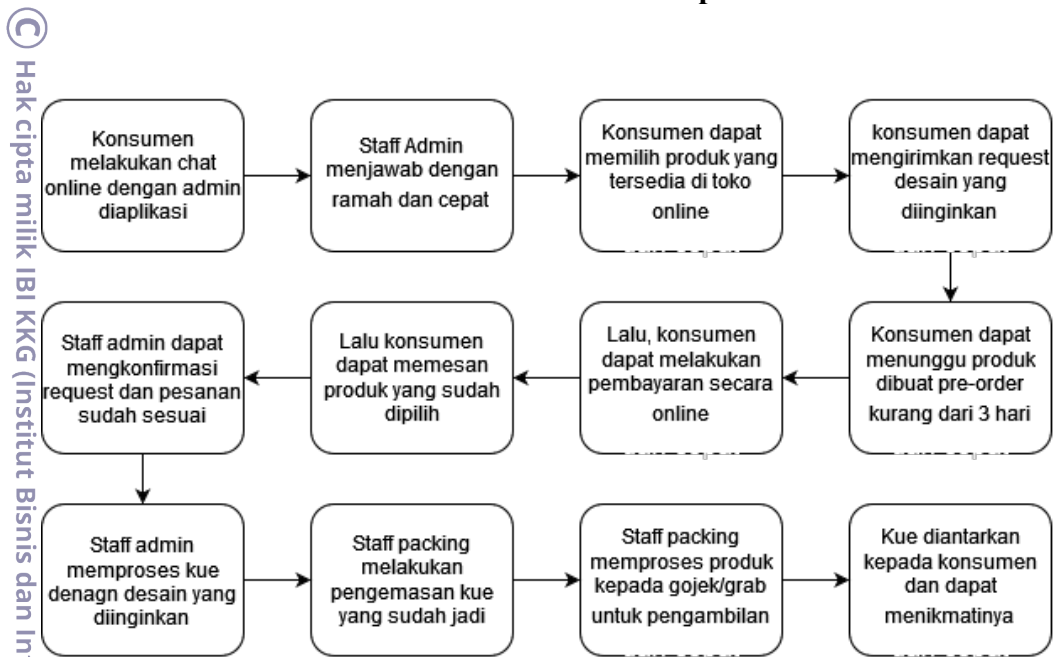 © Hak cipta milik IBI KKG (Institut Bisnis dan In
Konsumen
melakukan chat
online dengan admin
diaplikasi
Staff Admin
menjawab dengan
ramah dan cepat
Konsumen dapat
memilih produk yang
tersedia di toko
online
konsumen dapat
mengirimkan request
desain yang
diinginkan
Konsumen dapat
menunggu produk
dibuat pre-order
kurang dari 3 hari
Lalu, konsumen
dapat melakukan
pembayaran secara
online
Lalu konsumen
dapat memesan
produk yang sudah
dipilih
Staff admin dapat
mengkonfirmasi
request dan pesanan
sudah sesuai
Staff admin
memproses kue
denagn desain yang
diinginkan
Staff packing
melakukan
pengemasan kue
yang sudah jadi
Staff packing
memproses produk
kepada gojek/grab
untuk pengambilan
Kue diantarkan
kepada konsumen
dan dapat
menikmatinya